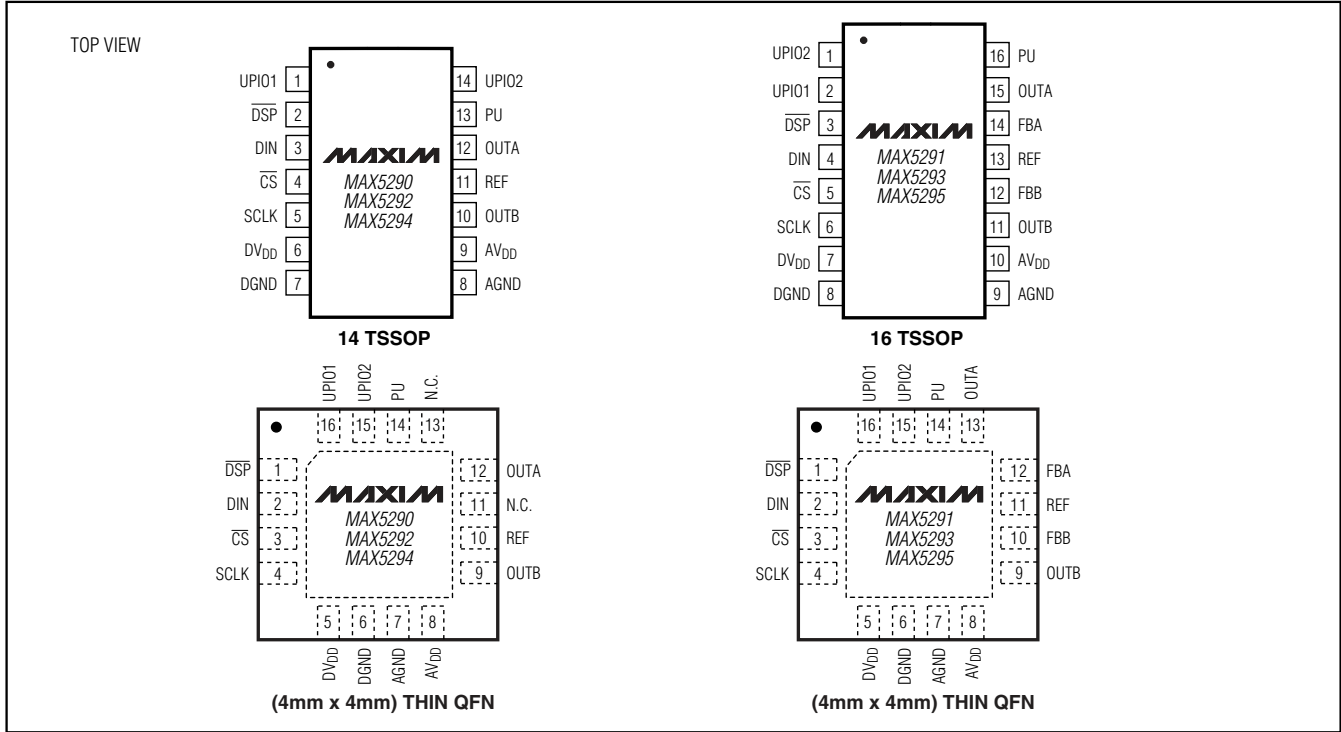 TOP VIEW
UPIO1 1
DSP 2
DIN 3
CS 4
SCLK 5
DVDD 6
DGND 7
MAXIM
MAX5290
MAX5292
MAX5294
14 UPIO2
13 PU
12 OUTA
11 REF
10 OUTB
9 AVDD
8 AGND
14 TSSOP
UPIO2 1
UPIO1 2
DSP 3
DIN 4
CS 5
SCLK 6
DVDD 7
DGND 8
MAXIM
MAX5291
MAX5293
MAX5295
16 PU
15 OUTA
14 FBA
13 REF
12 FBB
11 OUTB
10 AVDD
9 AGND
16 TSSOP
UPIO1 UPIO2 PU N.C.
16 15 14 13
DSP 1
DIN 2
CS 3
SCLK 4
MAXIM
MAX5290
MAX5292
MAX5294
12 OUTA
11 N.C.
10 REF
9 OUTB
5 6 7 8
DVDD DGND AGND AVDD
(4mm x 4mm) THIN QFN
UPIO1 UPIO2 PU OUTA
16 15 14 13
DSP 1
DIN 2
CS 3
SCLK 4
MAXIM
MAX5291
MAX5293
MAX5295
12 FBA
11 REF
10 FBB
9 OUTB
5 6 7 8
DVDD DGND AGND AVDD
(4mm x 4mm) THIN QFN